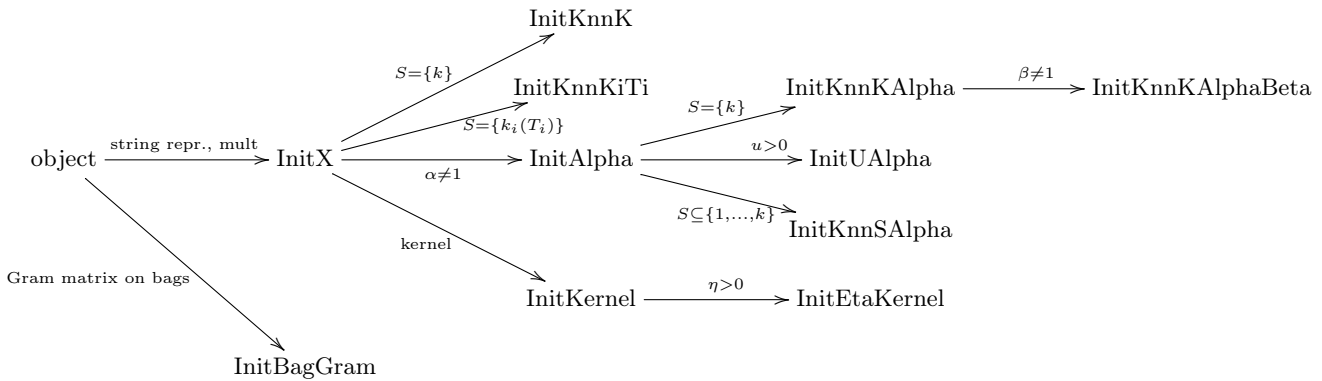 InitKnnK
S={k}
InitKnnKiTi
InitKnnKAlpha
β≠1
InitKnnKAlphaBeta
S={k_i(T_i)}
S={k}
object
string repr., mult
InitX
α≠1
InitAlpha
u>0
InitUAlpha
S⊆{1,...,k}
InitKnnSAlpha
kernel
Gram matrix on bags
InitKernel
η>0
InitEtaKernel
InitBagGram